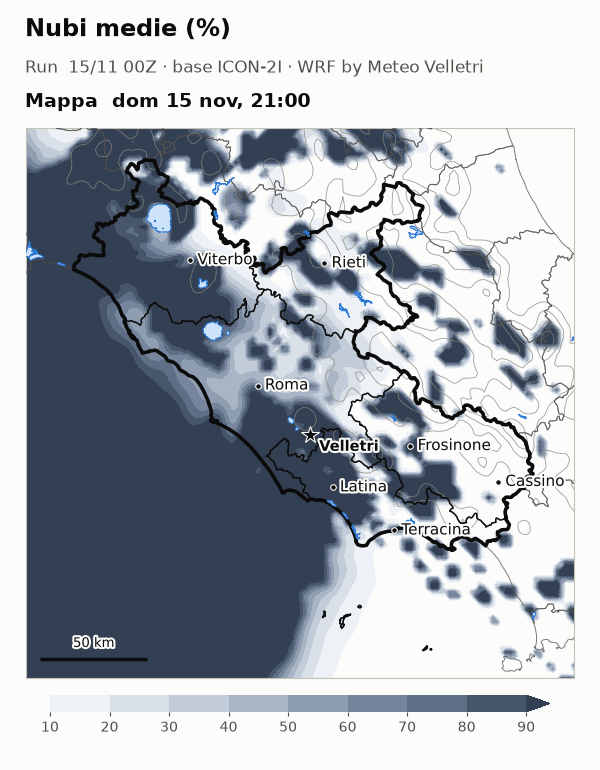 Nubi medie (%)
Run 15/11 00Z · base ICON-2I · WRF by Meteo Velletri
Mappa dom 15 nov, 21:00
Viterbo
Rieti
Roma
Velletri
Frosinone
Cassino
Latina
Terracina
50 km
10 20 30 40 50 60 70 80 90